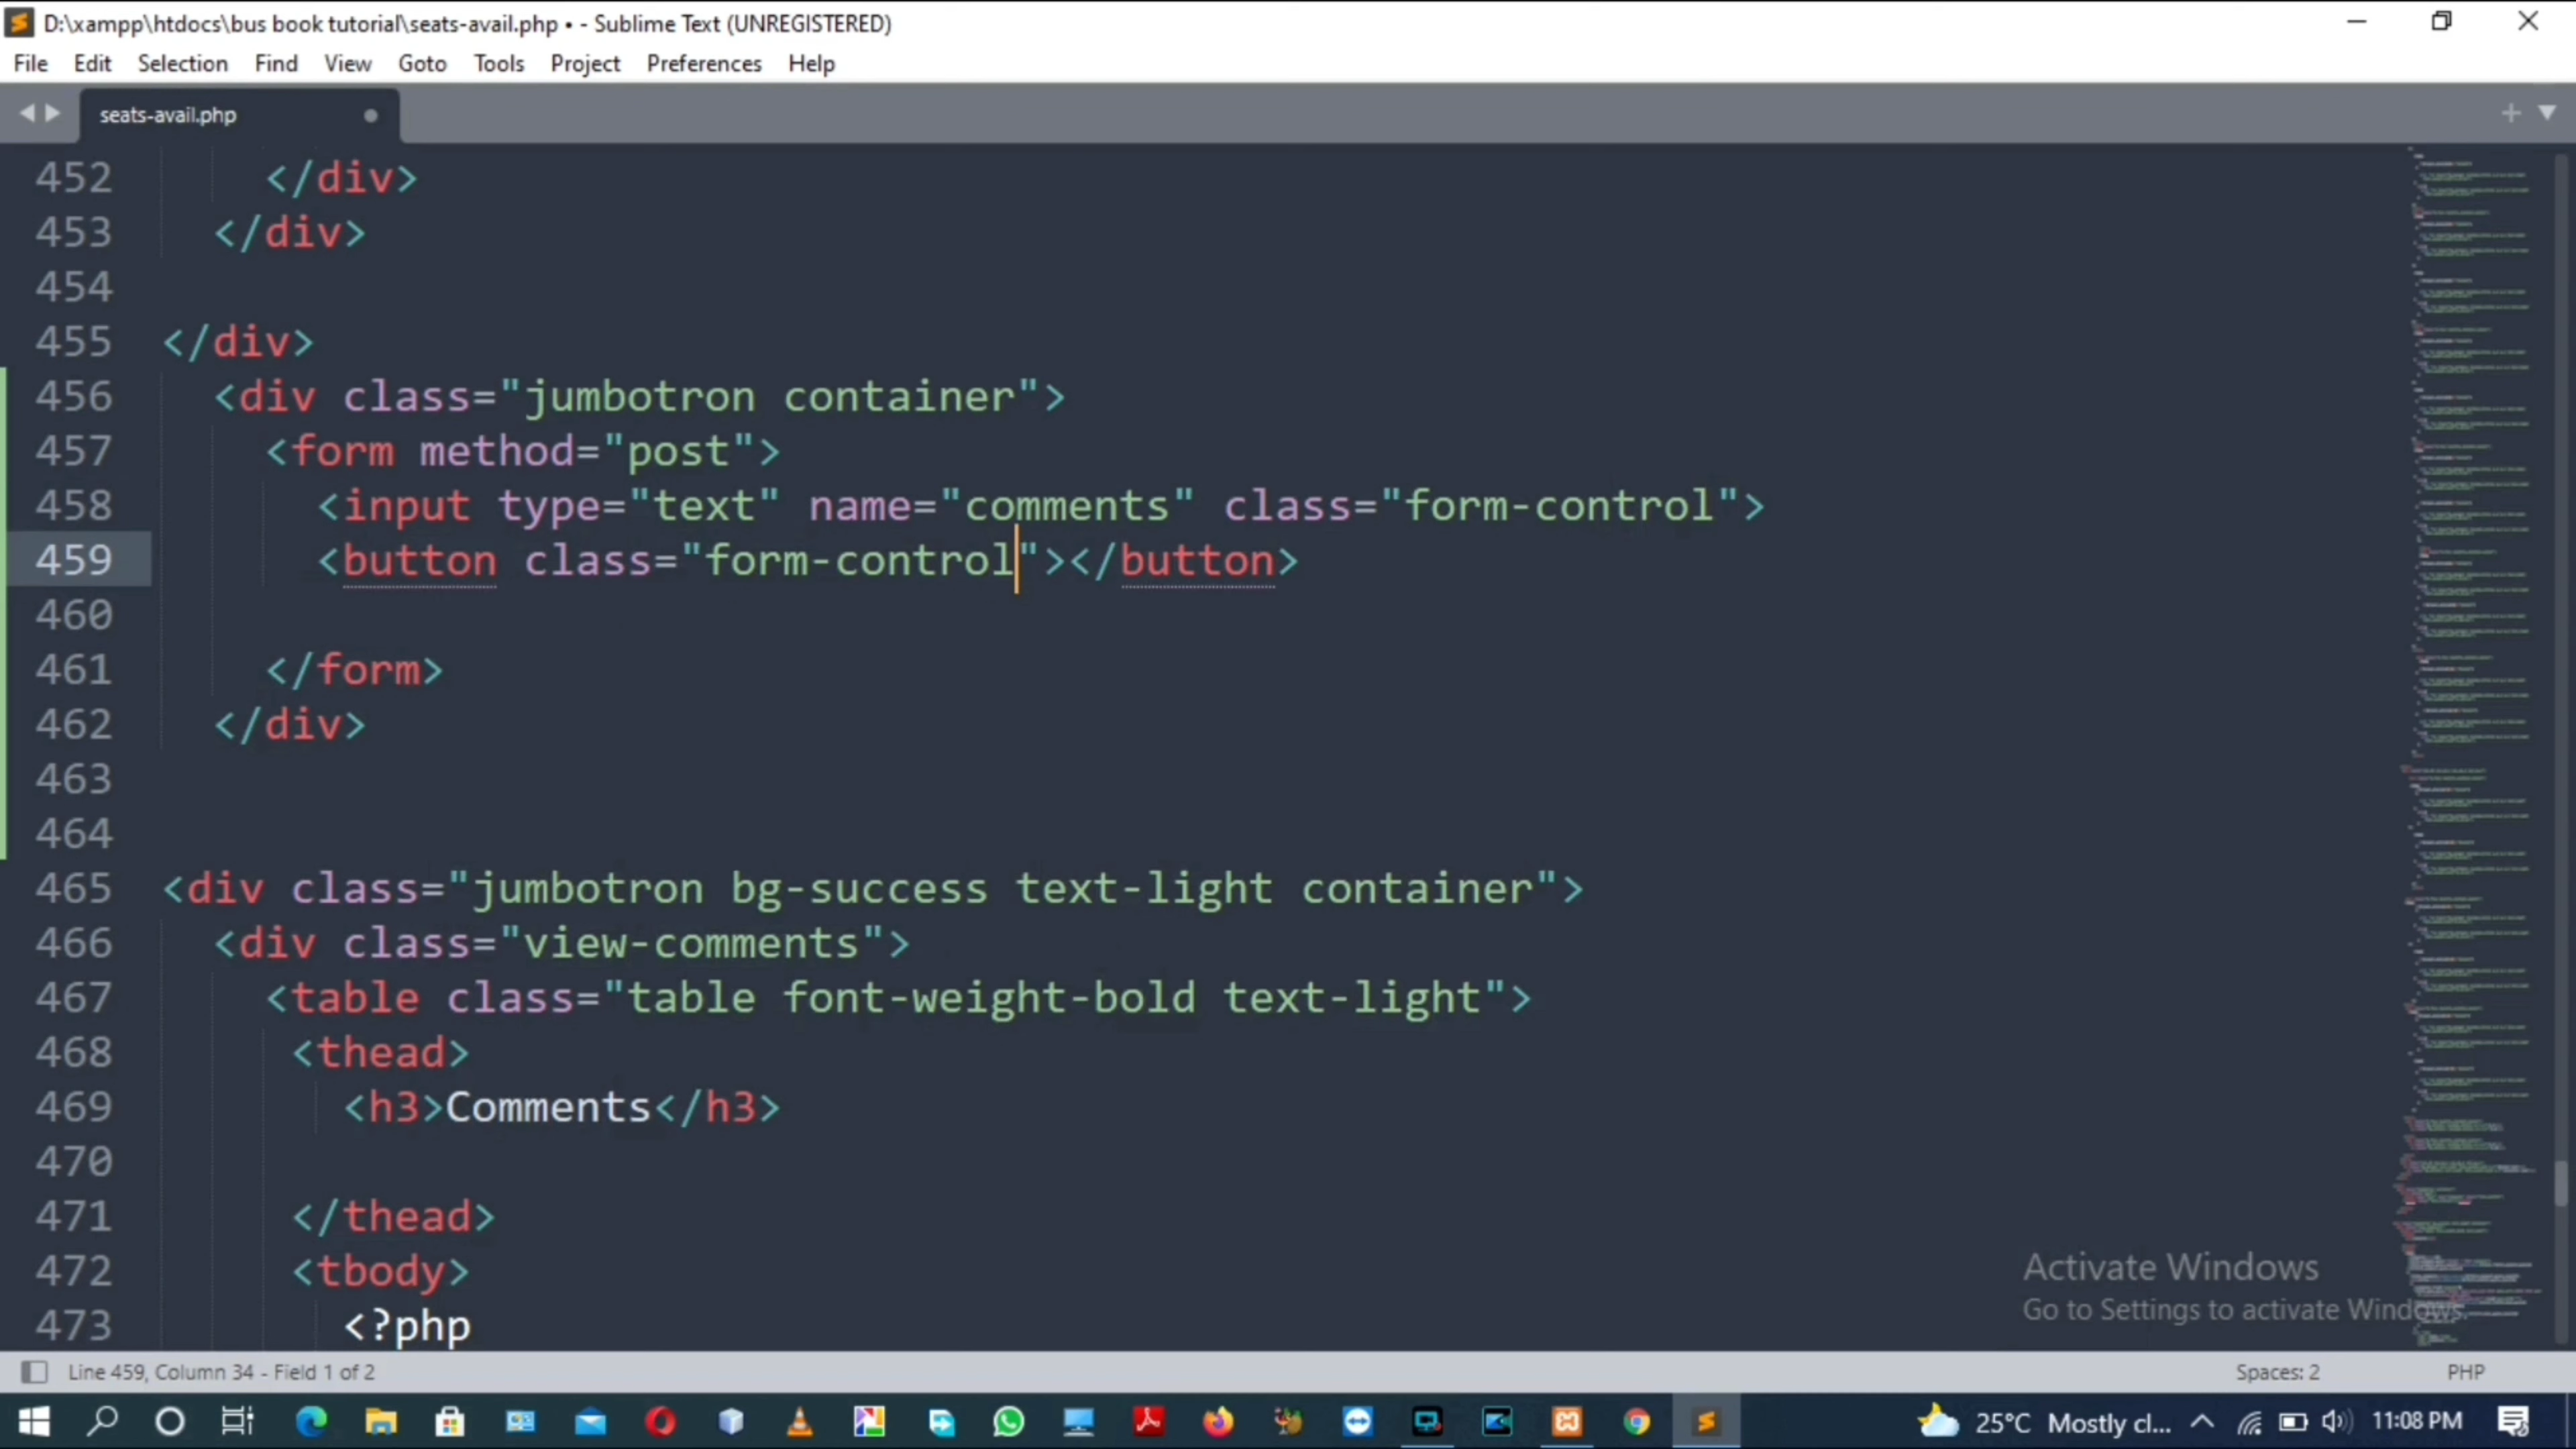 D:\xampp\htdocs\bus book tutorial\seats-avail.php • - Sublime Text (UNREGISTERED)
File Edit Selection Find View Goto Tools Project Preferences Help
seats-avail.php
452 </div>
453 </div>
454
455 </div>
456 <div class="jumbotron container">
457 <form method="post">
458 <input type="text" name="comments" class="form-control">
459 <button class="form-control"></button>
460
461 </form>
462 </div>
463
464
465 <div class="jumbotron bg-success text-light container">
466 <div class="view-comments">
467 <table class="table font-weight-bold text-light">
468 <thead>
469 <h3>Comments</h3>
470
471 </thead>
472 <tbody>
473 <?php
Activate Windows
Go to Settings to activate Windows.
Line 459, Column 34 - Field 1 of 2 Spaces: 2 PHP
25°C Mostly cl... 11:08 PM